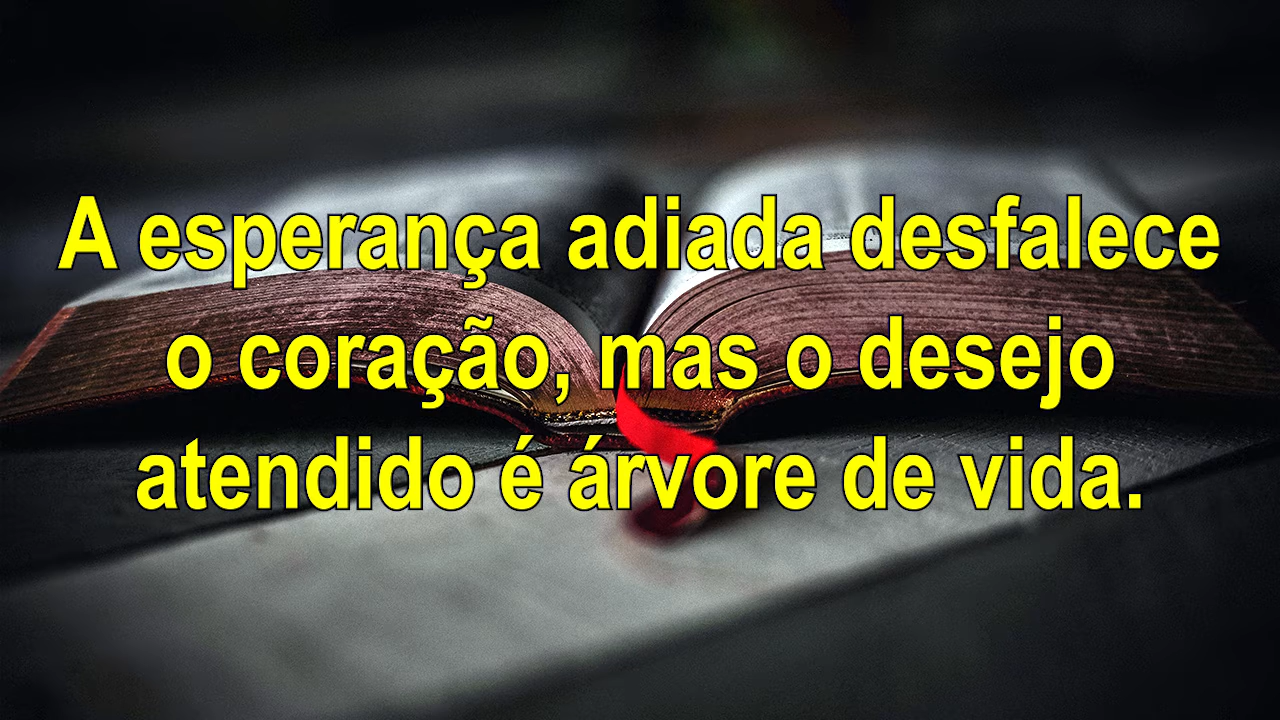 A esperança adiada desfalece
o coração, mas o desejo
atendido é árvore de vida.